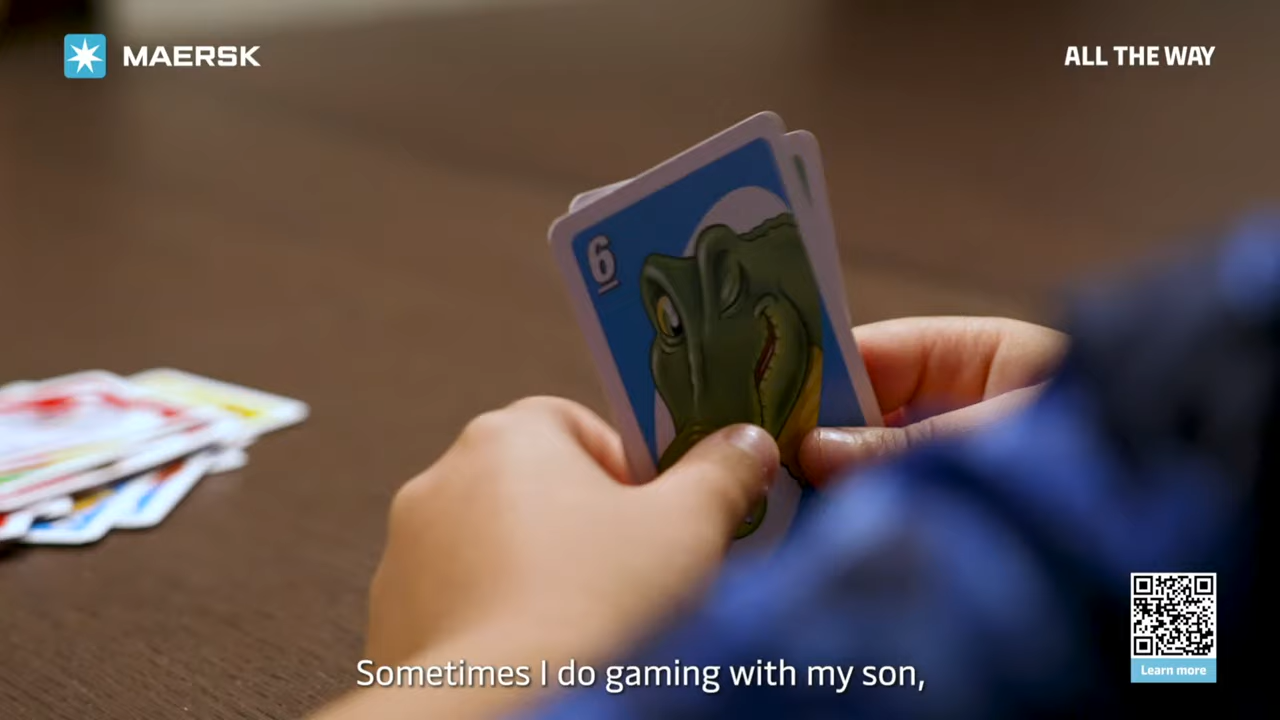 MAERSK
ALL THE WAY
6
Sometimes I do gaming with my son,
Learn more